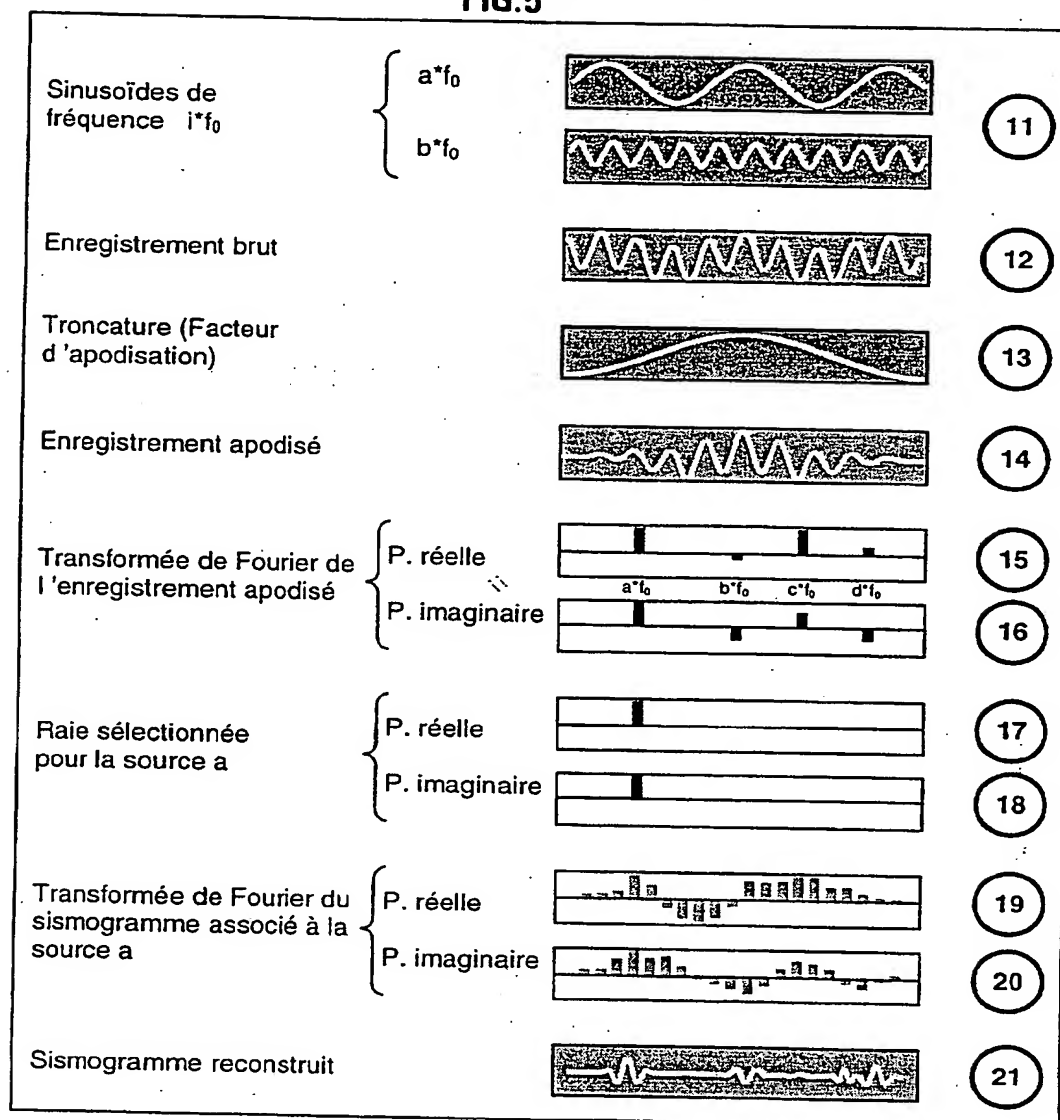 FIG.5
Sinusoïdes de
fréquence i*f₀
a*f₀
b*f₀
11
Enregistrement brut
12
Troncature (Facteur
d 'apodisation)
13
Enregistrement apodisé
14
Transformée de Fourier de
l 'enregistrement apodisé
P. réelle
15
a*f₀ b*f₀ c*f₀ d*f₀
P. imaginaire
16
Raie sélectionnée
pour la source a
P. réelle
17
P. imaginaire
18
Transformée de Fourier du
sismogramme associé à la
source a
P. réelle
19
P. imaginaire
20
Sismogramme reconstruit
21